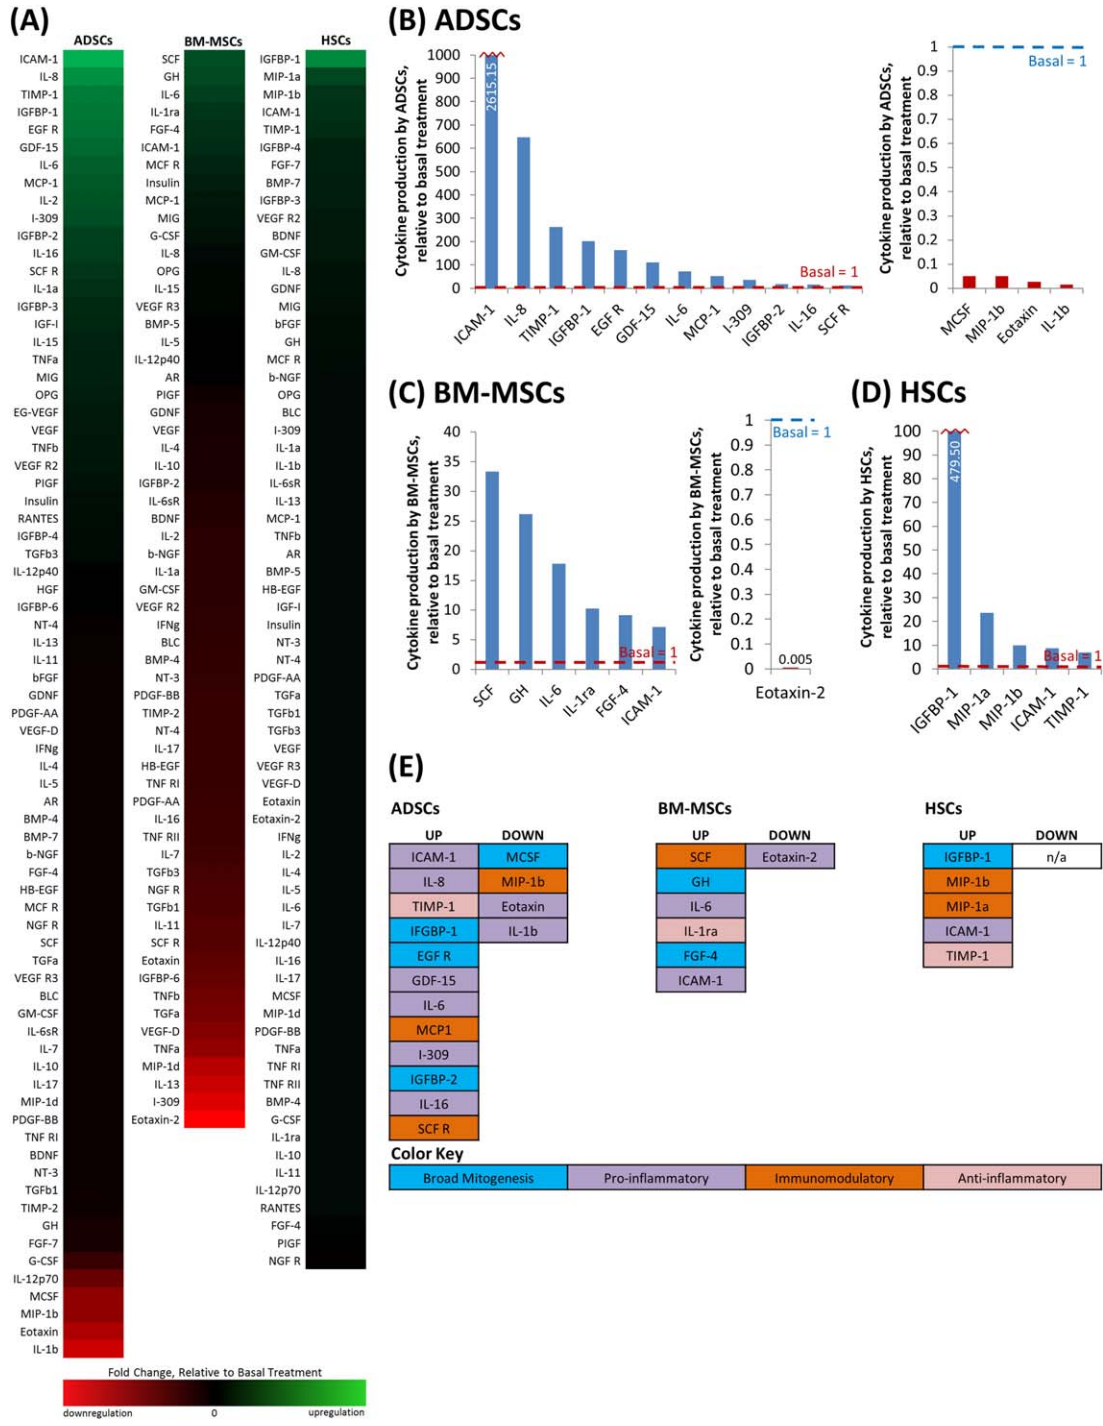 (A)
ADSCs
ICAM-1
IL-8
TIMP-1
IGFBP-1
EGF R
GDF-15
IL-6
MCP-1
IL-2
I-309
IGFBP-2
IL-16
SCF R
IL-1a
IGFBP-3
IGF-I
IL-15
TNFa
MIG
OPG
EG-VEGF
VEGF
TNFb
VEGF R2
PIGF
Insulin
RANTES
IGFBP-4
TGFb3
IL-12p40
HGF
IGFBP-6
NT-4
IL-13
IL-11
bFGF
GDNF
PDGF-AA
VEGF-D
IFNg
IL-4
IL-5
AR
BMP-4
BMP-7
b-NGF
FGF-4
HB-EGF
MCF R
NGF R
SCF
TGFa
VEGF R3
BLC
GM-CSF
IL-6sR
IL-7
IL-10
IL-17
MIP-1d
PDGF-BB
TNF RI
BDNF
NT-3
TGFb1
TIMP-2
GH
FGF-7
G-CSF
IL-12p70
MCSF
MIP-1b
Eotaxin
IL-1b
BM-MSCs
SCF
GH
IL-6
IL-1ra
FGF-4
ICAM-1
MCF R
Insulin
MCP-1
MIG
G-CSF
IL-8
OPG
IL-15
VEGF R3
BMP-5
IL-5
IL-12p40
AR
PIGF
GDNF
VEGF
IL-4
IL-10
IGFBP-2
IL-6sR
BDNF
IL-2
b-NGF
IL-1a
GM-CSF
VEGF R2
IFNg
BLC
BMP-4
NT-3
PDGF-BB
TIMP-2
NT-4
IL-17
HB-EGF
TNF RI
PDGF-AA
IL-16
TNF RII
IL-7
TGFb3
NGF R
TGFb1
IL-11
SCF R
Eotaxin
IGFBP-6
TNFb
TGFa
VEGF-D
TNFa
MIP-1d
IL-13
I-309
Eotaxin-2
HSCs
IGFBP-1
MIP-1a
MIP-1b
ICAM-1
TIMP-1
IGFBP-4
FGF-7
BMP-7
IGFBP-3
VEGF R2
BDNF
GM-CSF
IL-8
GDNF
MIG
bFGF
GH
MCF R
b-NGF
OPG
BLC
I-309
IL-1a
IL-1b
IL-6sR
IL-13
MCP-1
TNFb
AR
BMP-5
HB-EGF
IGF-I
Insulin
NT-3
NT-4
PDGF-AA
TGFa
TGFb1
TGFb3
VEGF
VEGF R3
VEGF-D
Eotaxin
Eotaxin-2
IFNg
IL-2
IL-4
IL-5
IL-6
IL-7
IL-12p40
IL-16
IL-17
MCSF
MIP-1d
PDGF-BB
TNFa
TNF RI
TNF RII
BMP-4
G-CSF
IL-1ra
IL-10
IL-11
IL-12p70
RANTES
FGF-4
PIGF
NGF R
Fold Change, Relative to Basal Treatment
downregulation 0 upregulation
(B) ADSCs
Cytokine production by ADSCs,
relative to basal treatment
1000
900
800
700
600
500
400
300
200
100
0
2615.15
Basal = 1
ICAM-1 IL-8 TIMP-1 IGFBP-1 EGF R GDF-15 IL-6 MCP-1 I-309 IGFBP-2 IL-16 SCF R
Cytokine production by ADSCs,
relative to basal treatment
1
0.9
0.8
0.7
0.6
0.5
0.4
0.3
0.2
0.1
0
Basal = 1
MCSF MIP-1b Eotaxin IL-1b
(C) BM-MSCs
Cytokine production by BM-MSCs,
relative to basal treatment
40
35
30
25
20
15
10
5
0
Basal = 1
SCF GH IL-6 IL-1ra FGF-4 ICAM-1
Cytokine production by BM-MSCs,
relative to basal treatment
1
0.9
0.8
0.7
0.6
0.5
0.4
0.3
0.2
0.1
0
Basal = 1
0.005
Eotaxin-2
(D) HSCs
Cytokine production by HSCs,
relative to basal treatment
100
90
80
70
60
50
40
30
20
10
0
479.50
Basal = 1
IGFBP-1 MIP-1a MIP-1b ICAM-1 TIMP-1
(E)
ADSCs
UP DOWN
ICAM-1 MCSF
IL-8 MIP-1b
TIMP-1 Eotaxin
IFGBP-1 IL-1b
EGF R
GDF-15
IL-6
MCP1
I-309
IGFBP-2
IL-16
SCF R
BM-MSCs
UP DOWN
SCF Eotaxin-2
GH
IL-6
IL-1ra
FGF-4
ICAM-1
HSCs
UP DOWN
IGFBP-1 n/a
MIP-1b
MIP-1a
ICAM-1
TIMP-1
Color Key
Broad Mitogenesis Pro-inflammatory Immunomodulatory Anti-inflammatory